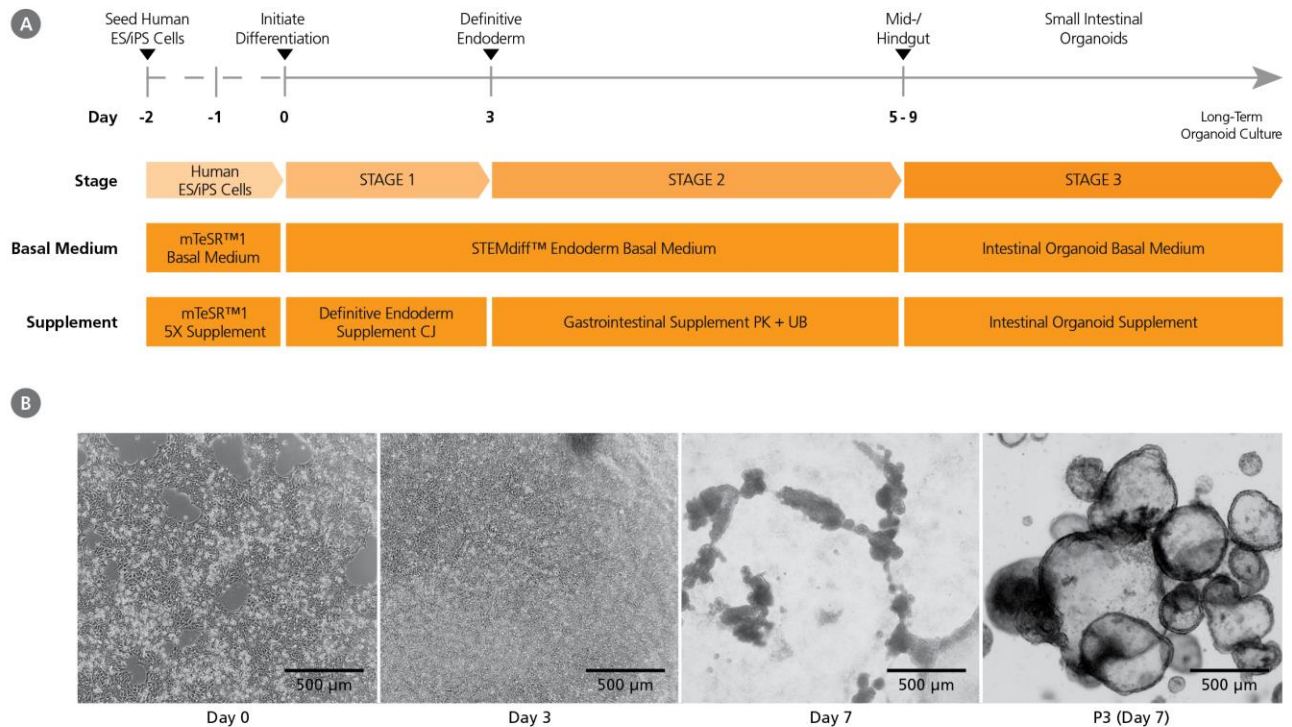 A
Seed Human
ES/iPS Cells
Initiate
Differentiation
Definitive
Endoderm
Mid-/
Hindgut
Small Intestinal
Organoids
Day
-2
-1
0
3
5 - 9
Long-Term
Organoid Culture
Stage
Human
ES/iPS Cells
STAGE 1
STAGE 2
STAGE 3
Basal Medium
mTeSR™1
Basal Medium
STEMdiff™ Endoderm Basal Medium
Intestinal Organoid Basal Medium
Supplement
mTeSR™1
5X Supplement
Definitive Endoderm
Supplement CJ
Gastrointestinal Supplement PK + UB
Intestinal Organoid Supplement
B
500 µm
500 µm
500 µm
500 µm
Day 0
Day 3
Day 7
P3 (Day 7)